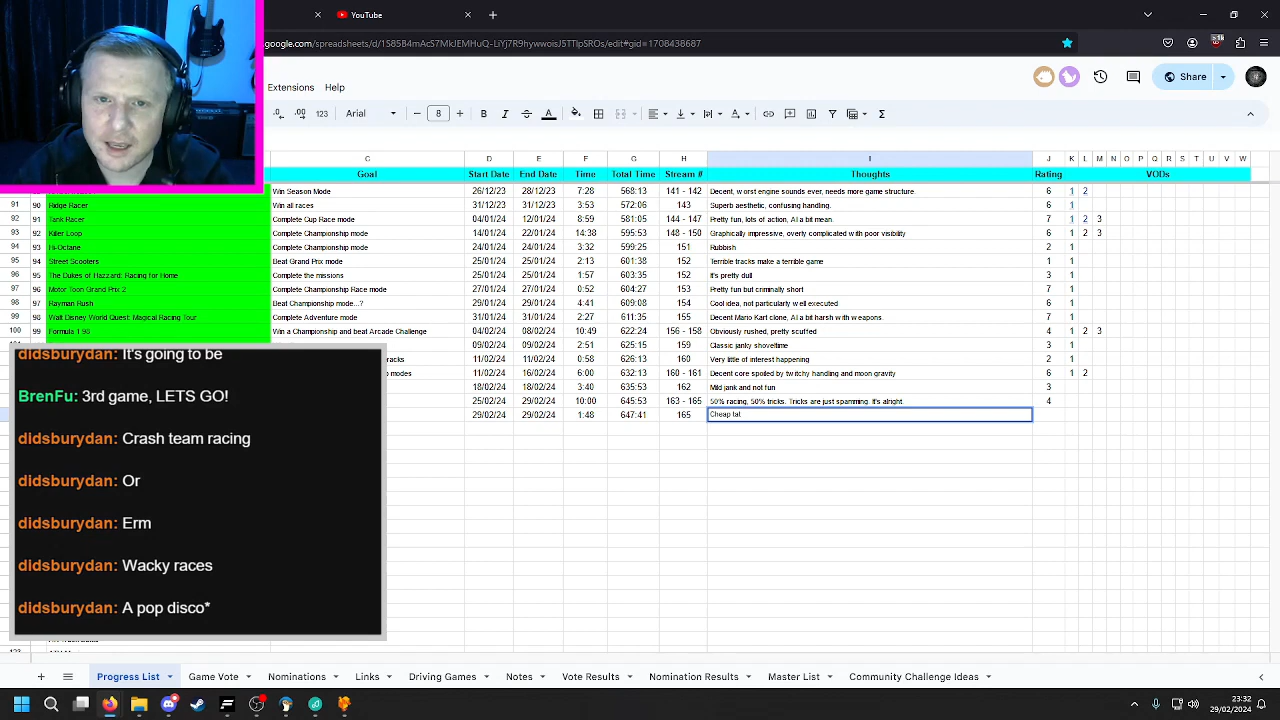 YouTube
google.com/spreadsheets/d/1S85B4mAcS7MkJEMHuQ-LiYj7R9hywwoisJ5TTlpSROs/edit#gid=1708438687
Extensions Help
Share
.0 .00 123 Arial 8 B I A Σ
C D E F G H I J K L M N O P Q R S T U V W
Goal Start Date End Date Time Total Time Stream # Thoughts Rating VODs
Win Season Mode 26/12/23 28/12/23 7:28 568:13 141 - 142 Decent, worst engine sounds ever, needs more game structure. 6 1 2
91 90 Ridge Racer Win all races 31/12/23 31/12/23 3:53 572:06 143 Superb aesthetic, confusing handling. 6 1
92 91 Tank Racer Complete Cup Race mode 04/01/24 12/01/24 8:59 581:05 144 - 147 Pretty fun, lots of action, AI a bit mean. 7 1 2 3
93 92 Killer Loop Complete Championship mode 14/01/24 22/01/24 14:38 595:53 148 - 150 Graphically impressive, overly complicated with poor visibility 6 1 2 3
94 93 Hi-Octane Complete Championship mode 24/01/24 24/01/24 3:32 599:25 151 Rubbish 2 1
95 94 Street Scooters Beat Grand Prix mode 25/01/24 25/01/24 2:13 601:38 152 Terrible tracks make a terrible game 1 1
96 95 The Dukes of Hazzard: Racing for Home Complete the missions 25/01/24 25/01/24 1:57 603:35 152 It's pretty dull 3 1
97 96 Motor Toon Grand Prix 2 Complete Championship Race mode 27/01/24 27/01/24 0:52 604:27 153 Pretty fun but criminally short 7 1
98 97 Rayman Rush Beat Championship mode...? 29/01/24 29/01/24 4:41 609:08 154 Cool idea, not particularly well executed 6 1
99 98 Walt Disney World Quest: Magical Racing Tour Complete Adventure mode 31/01/24 31/01/24 2:27 611:35 155 Decent Mario Kart clone, AI a bit harsh with weapons. 7 1
100 99 Formula 1 98 Win a Championship and beat Arcade Challenge 04/02/24 08/02/24 10:49 622:24 156 - 158 Obviously rushed, pretty scuffed 4 1 2 3
09/02/24 09/02/24 2:51 625:15 159 Classic janky shoveltime 3 1
racks 11/02/24 11/02/24 0:58 626:13 160 Very little of interest happening 2 1
modes 11/02/24 16/02/24 6:00 632:13 160 - 161 Decent core spoiled by twitchy handling and moon gravity 6 1 2
18/02/24 18/02/24 3:40 635:53 162 Mild jank and not fun 3
25/02/24 29/02/24 10:00 645:53 163 - 165 50% racing, 50% tricks. Tricks are just spamming. It's alright. 4
29/02/24 29/02/24 1:48 647:41 165 Cheap tat
didsburydan: It's going to be
BrenFu: 3rd game, LETS GO!
didsburydan: Crash team racing
didsburydan: Or
didsburydan: Erm
didsburydan: Wacky races
didsburydan: A pop disco*
Progress List Game Vote Nominations Links Driving Games Notes Vote Results Nomination Results Master List Community Challenge Ideas
23:32
29/02/2024